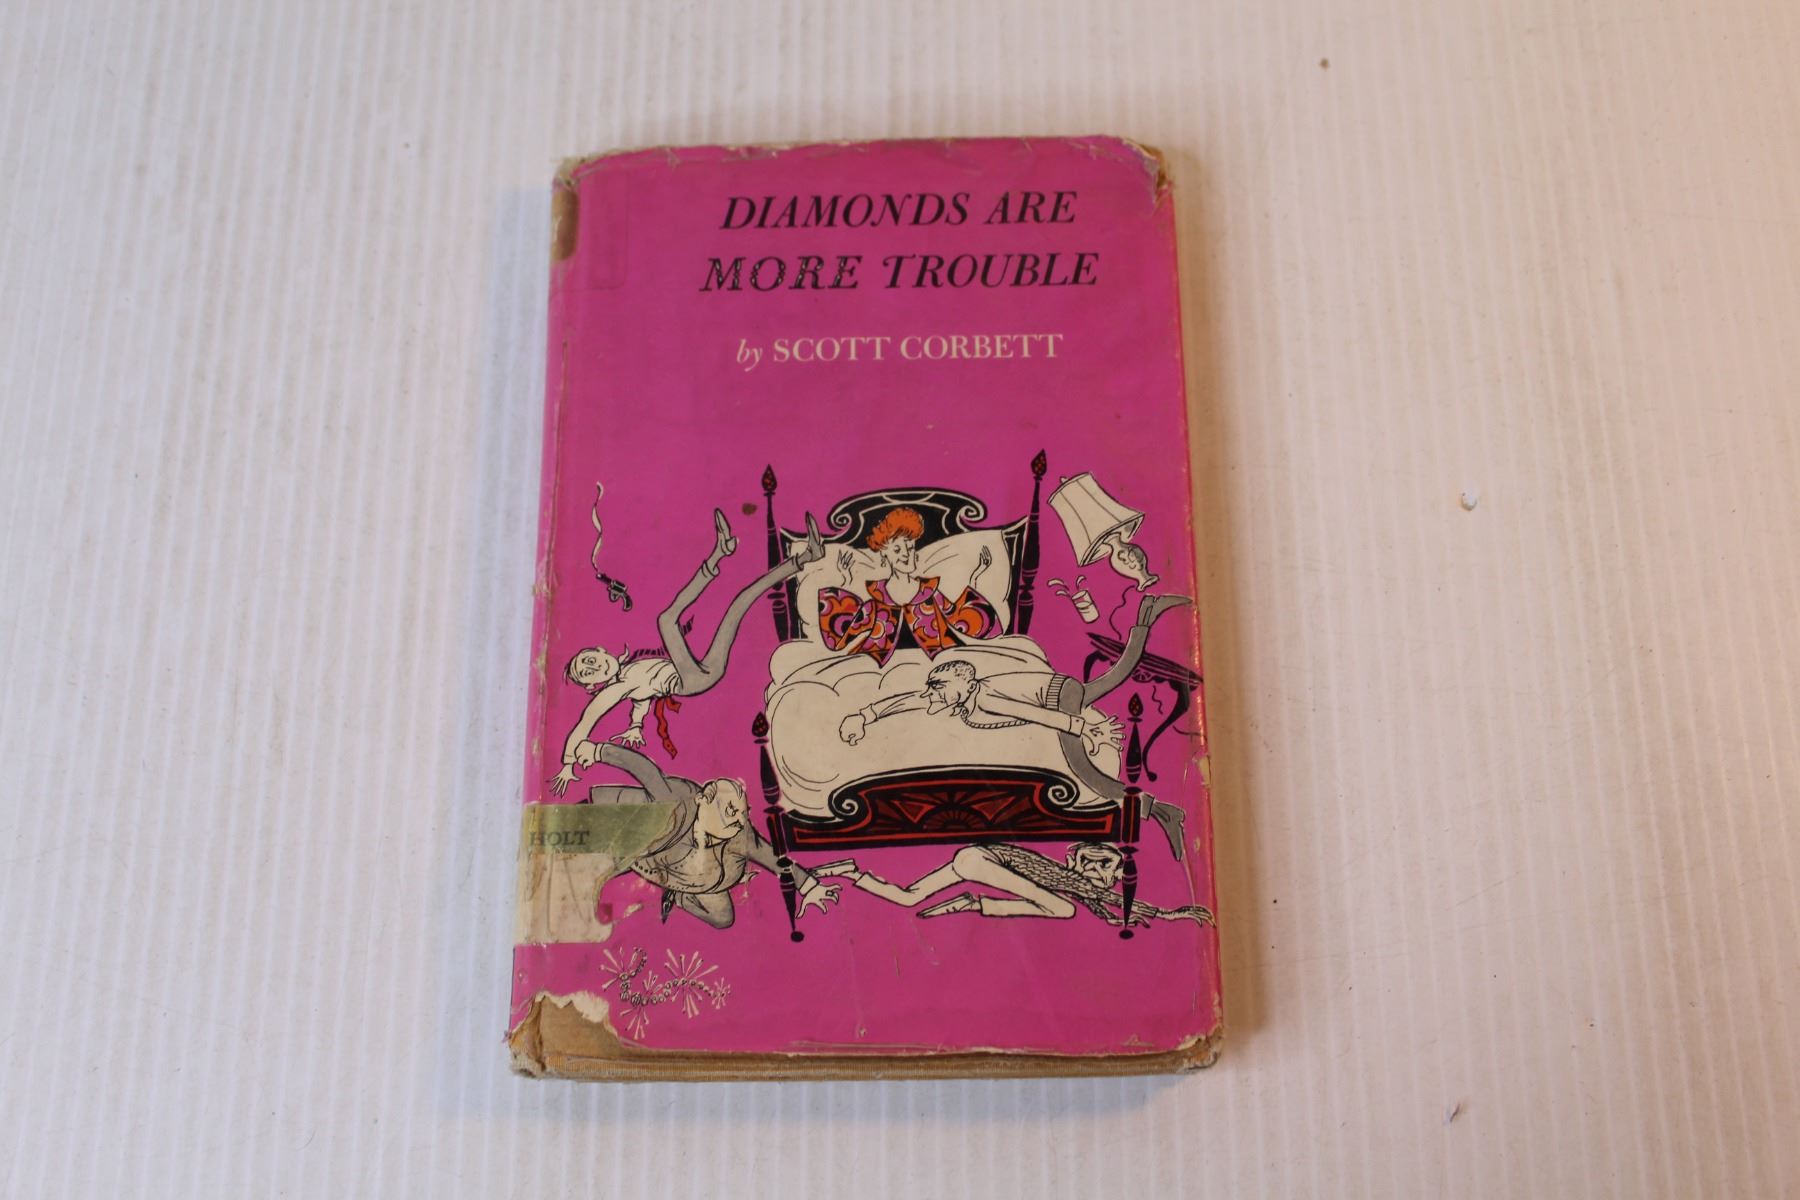 DIAMONDS ARE
MORE TROUBLE
by SCOTT CORBETT
HOLT